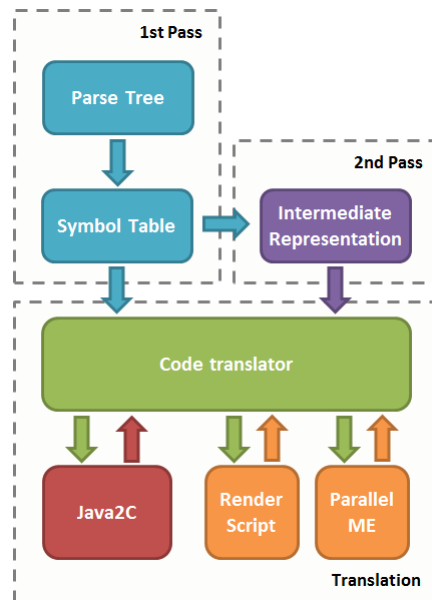 1st Pass
Parse Tree
2nd Pass
Symbol Table
Intermediate
Representation
Code translator
Java2C
Render
Script
Parallel
ME
Translation